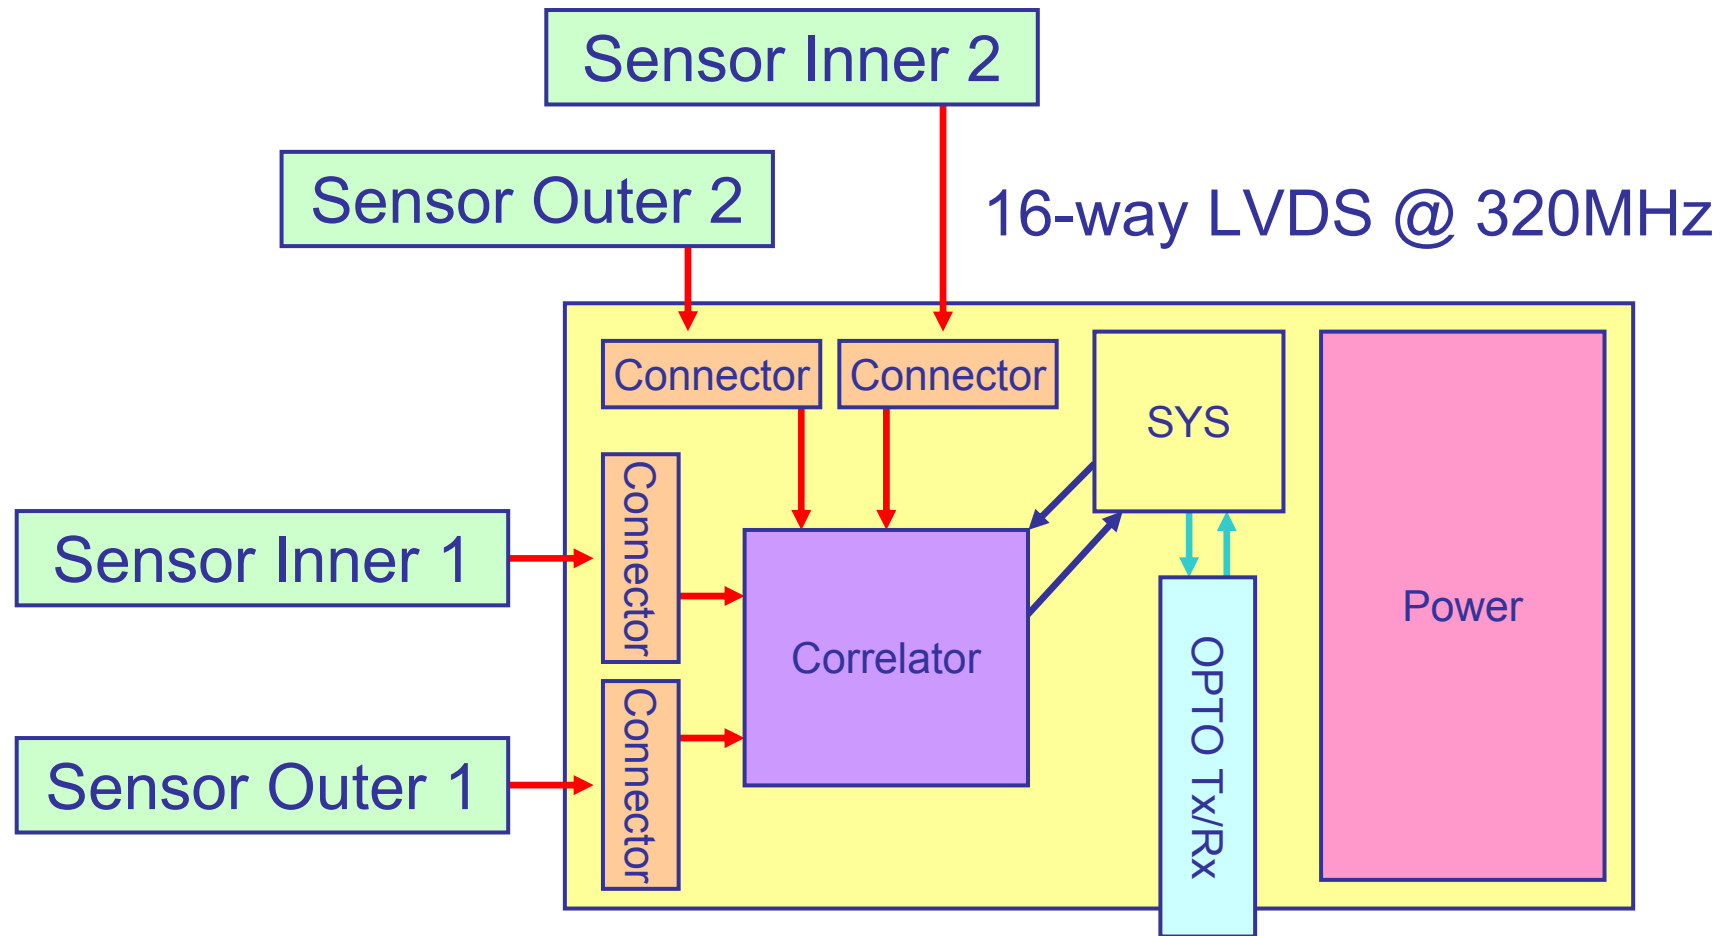 Sensor Inner 2
Sensor Outer 2
16-way LVDS @ 320MHz
Connector
Connector
SYS
Connector
Sensor Inner 1
Correlator
Power
OPTO Tx/Rx
Connector
Sensor Outer 1